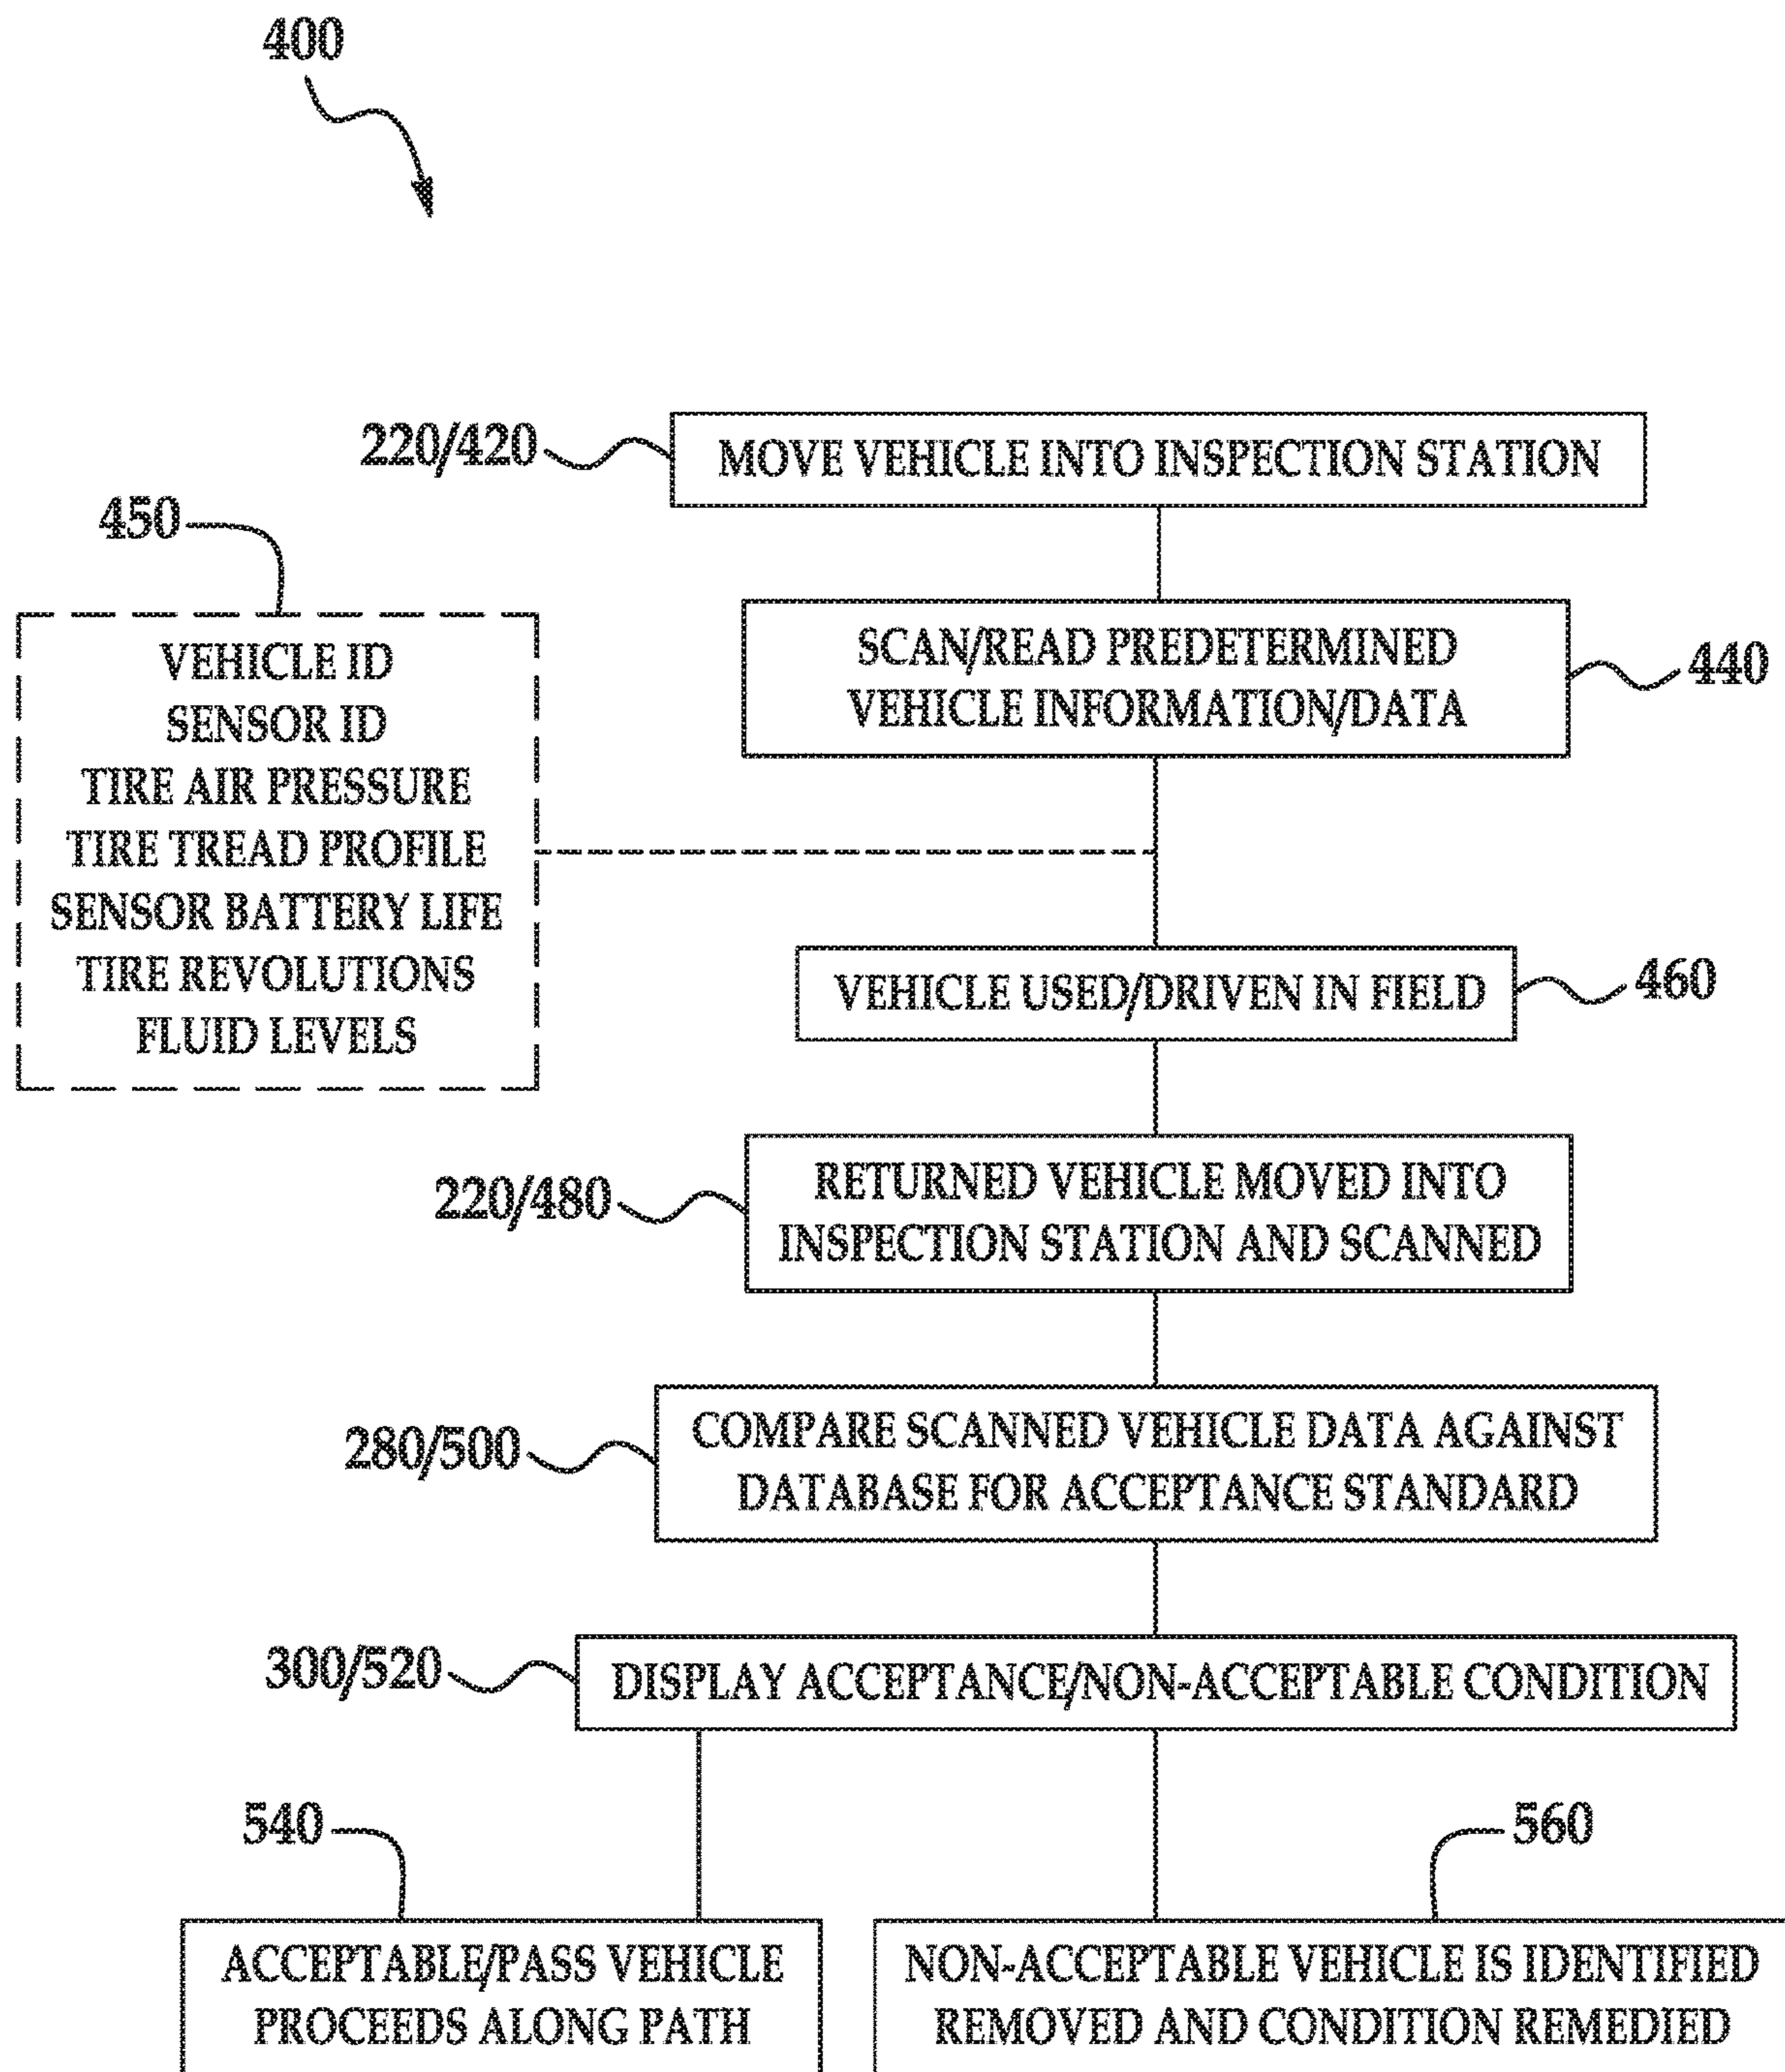 400
220/420
MOVE VEHICLE INTO INSPECTION STATION
450
VEHICLE ID
SENSOR ID
TIRE AIR PRESSURE
TIRE TREAD PROFILE
SENSOR BATTERY LIFE
TIRE REVOLUTIONS
FLUID LEVELS
SCAN/READ PREDETERMINED
VEHICLE INFORMATION/DATA
440
VEHICLE USED/DRIVEN IN FIELD
460
220/480
RETURNED VEHICLE MOVED INTO
INSPECTION STATION AND SCANNED
280/500
COMPARE SCANNED VEHICLE DATA AGAINST
DATABASE FOR ACCEPTANCE STANDARD
300/520
DISPLAY ACCEPTANCE/NON-ACCEPTABLE CONDITION
540
ACCEPTABLE/PASS VEHICLE
PROCEEDS ALONG PATH
560
NON-ACCEPTABLE VEHICLE IS IDENTIFIED
REMOVED AND CONDITION REMEDIED